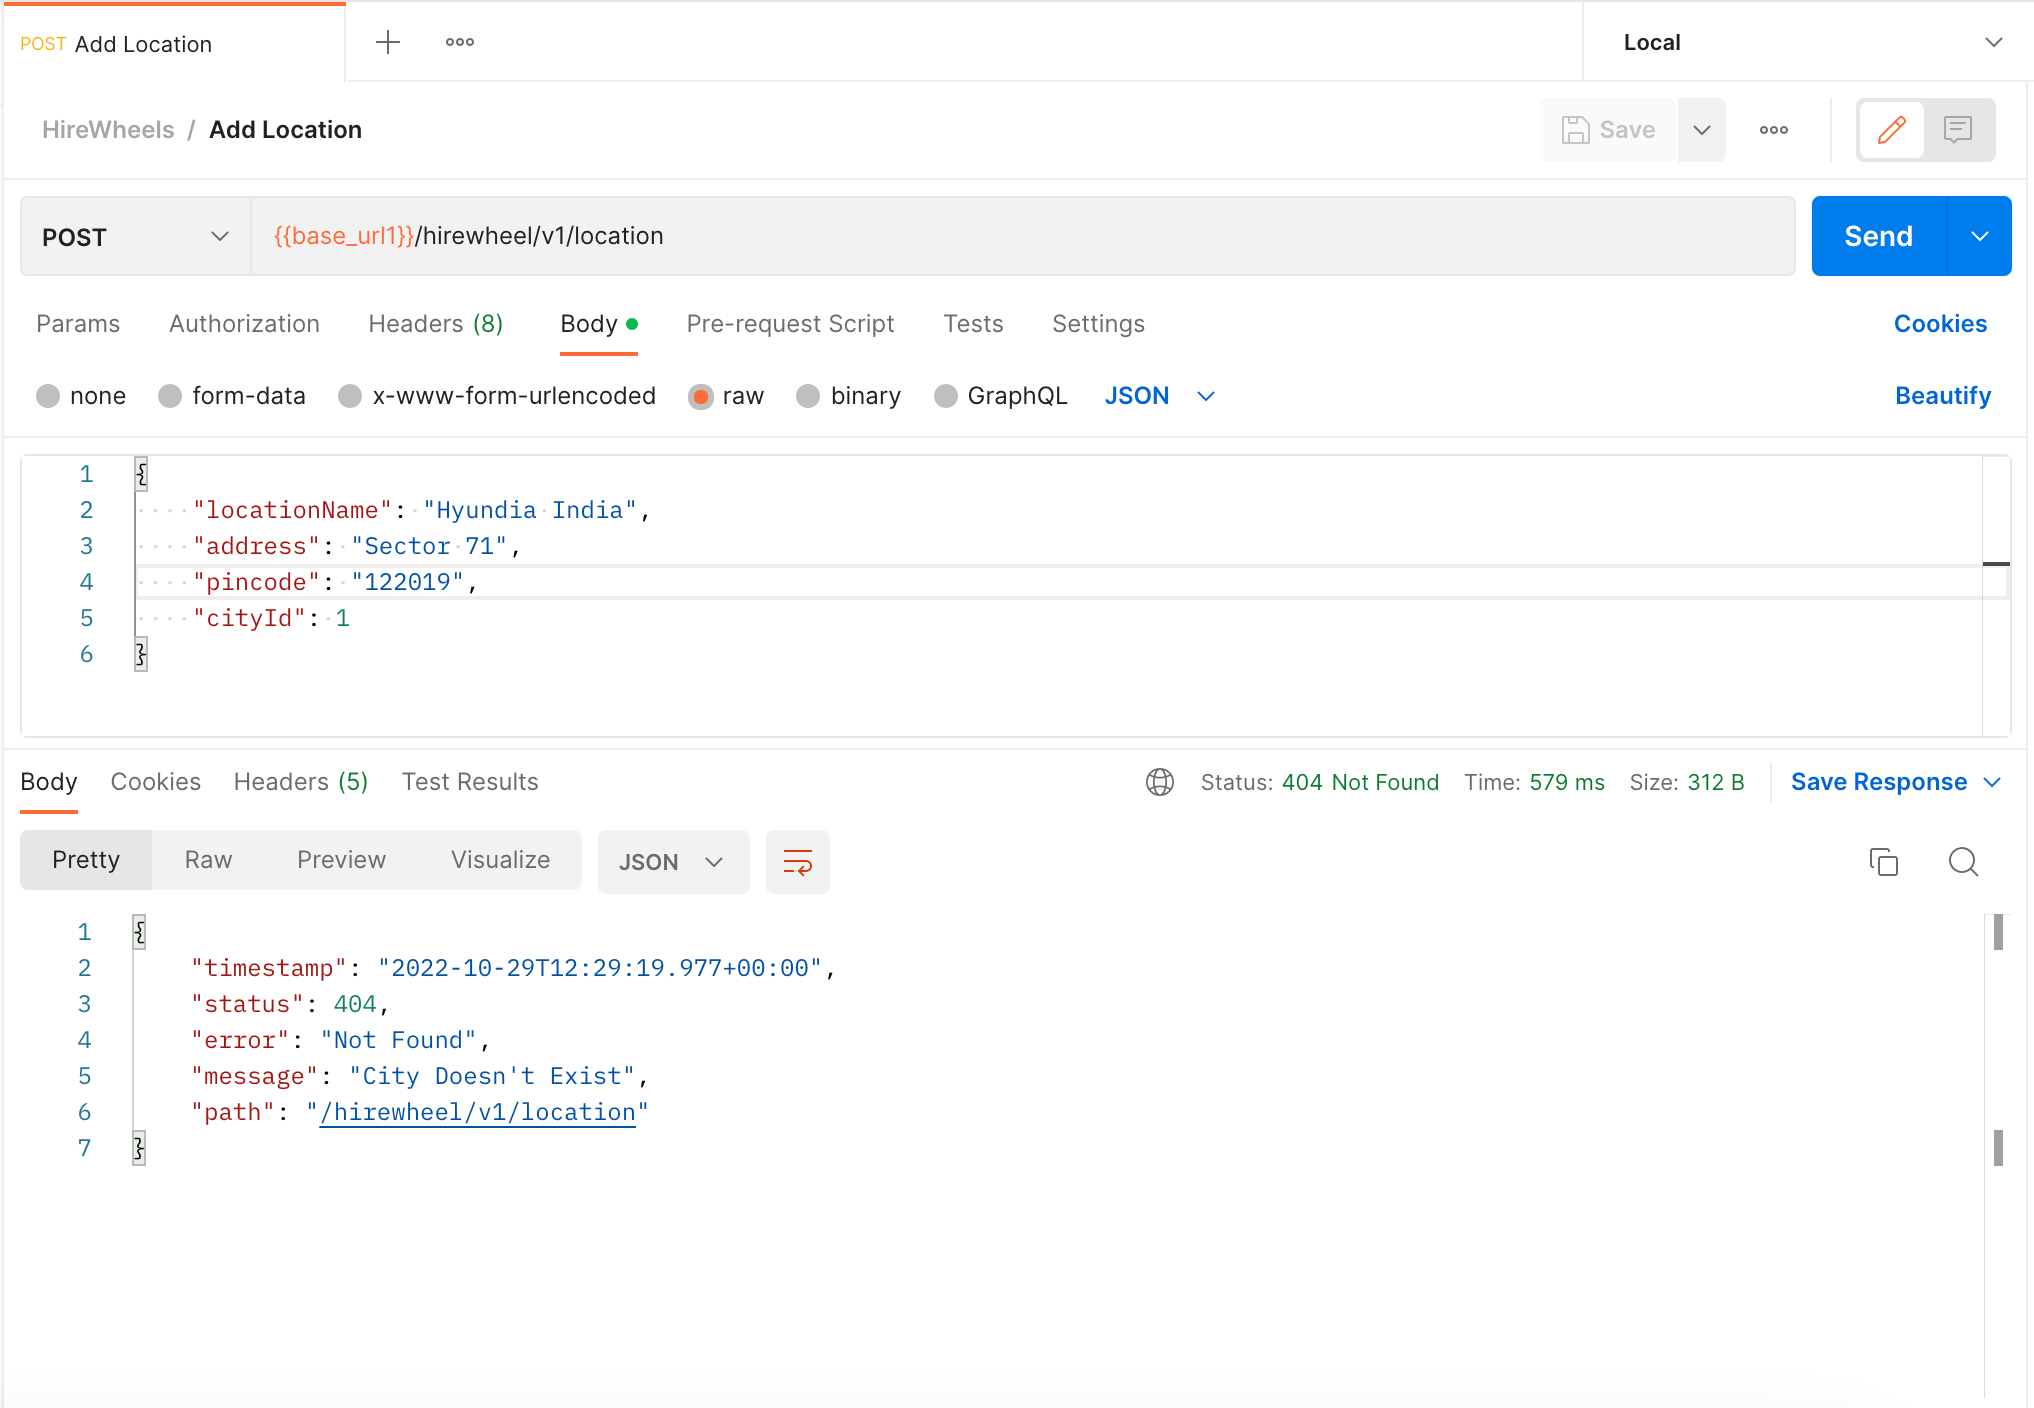 POST Add Location
Local
HireWheels / Add Location
Save
POST
{{base_url1}}/hirewheel/v1/location
Send
Params Authorization Headers (8) Body Pre-request Script Tests Settings Cookies
none form-data x-www-form-urlencoded raw binary GraphQL JSON Beautify
1 {
2 "locationName": "Hyundia India",
3 "address": "Sector 71",
4 "pincode": "122019",
5 "cityId": 1
6 }
Body Cookies Headers (5) Test Results Status: 404 Not Found Time: 579 ms Size: 312 B Save Response
Pretty Raw Preview Visualize JSON
1 {
2 "timestamp": "2022-10-29T12:29:19.977+00:00",
3 "status": 404,
4 "error": "Not Found",
5 "message": "City Doesn't Exist",
6 "path": "/hirewheel/v1/location"
7 }